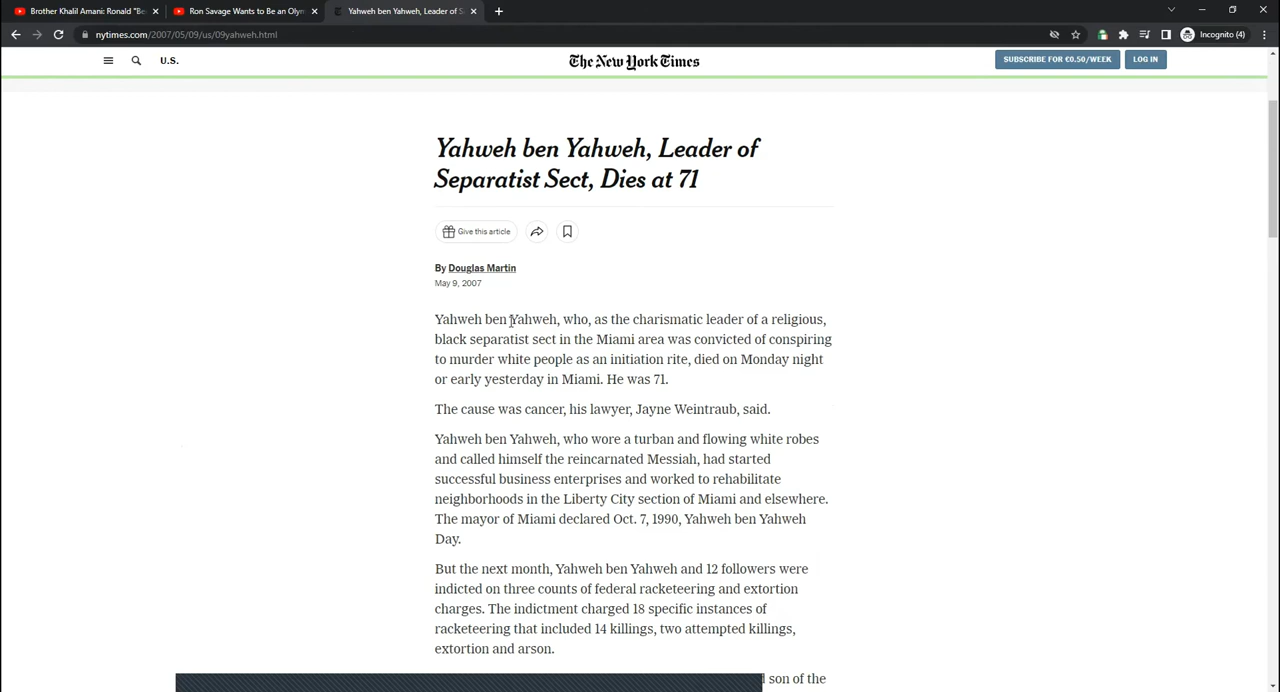 Brother Khalil Amani: Ronald "Be
Ron Savage Wants to Be an Olym
Yahweh ben Yahweh, Leader of S
nytimes.com/2007/05/09/us/09yahweh.html
Incognito (4)
U.S.
The New York Times
SUBSCRIBE FOR €0.50/WEEK
LOG IN
Yahweh ben Yahweh, Leader of
Separatist Sect, Dies at 71
Give this article
By Douglas Martin
May 9, 2007
Yahweh ben Yahweh, who, as the charismatic leader of a religious,
black separatist sect in the Miami area was convicted of conspiring
to murder white people as an initiation rite, died on Monday night
or early yesterday in Miami. He was 71.
The cause was cancer, his lawyer, Jayne Weintraub, said.
Yahweh ben Yahweh, who wore a turban and flowing white robes
and called himself the reincarnated Messiah, had started
successful business enterprises and worked to rehabilitate
neighborhoods in the Liberty City section of Miami and elsewhere.
The mayor of Miami declared Oct. 7, 1990, Yahweh ben Yahweh
Day.
But the next month, Yahweh ben Yahweh and 12 followers were
indicted on three counts of federal racketeering and extortion
charges. The indictment charged 18 specific instances of
racketeering that included 14 killings, two attempted killings,
extortion and arson.
son of the